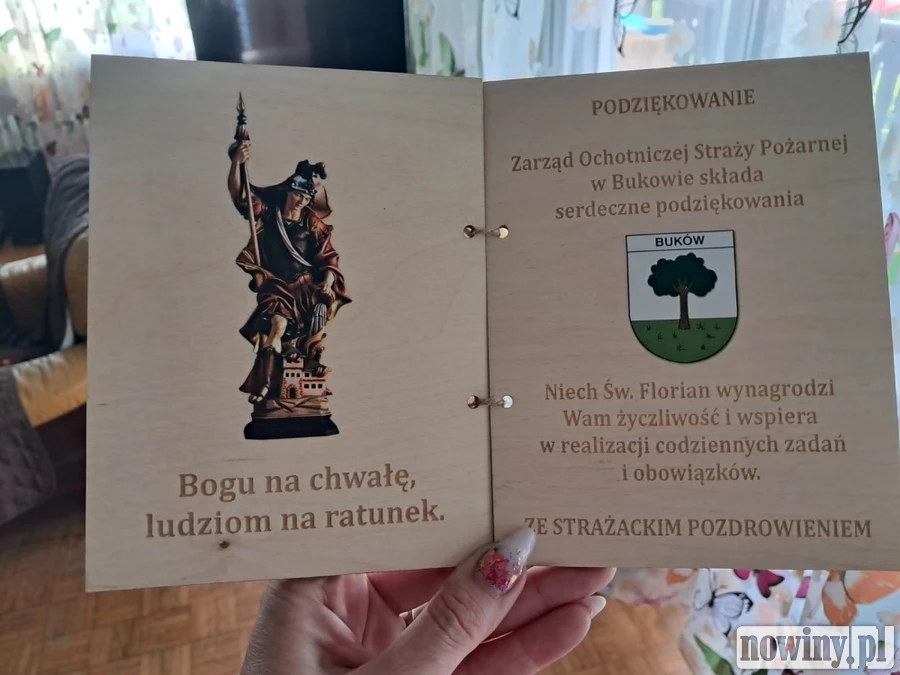 Bogu na chwałę,
ludziom na ratunek.
PODZIĘKOWANIE
Zarząd Ochotniczej Straży Pożarnej
w Bukowie składa
serdeczne podziękowania
BUKÓW
Niech Św. Florian wynagrodzi
Wam życzliwość i wspiera
w realizacji codziennych zadań
i obowiązków.
ZE STRAŻACKIM POZDROWIENIEM
nowiny.pl